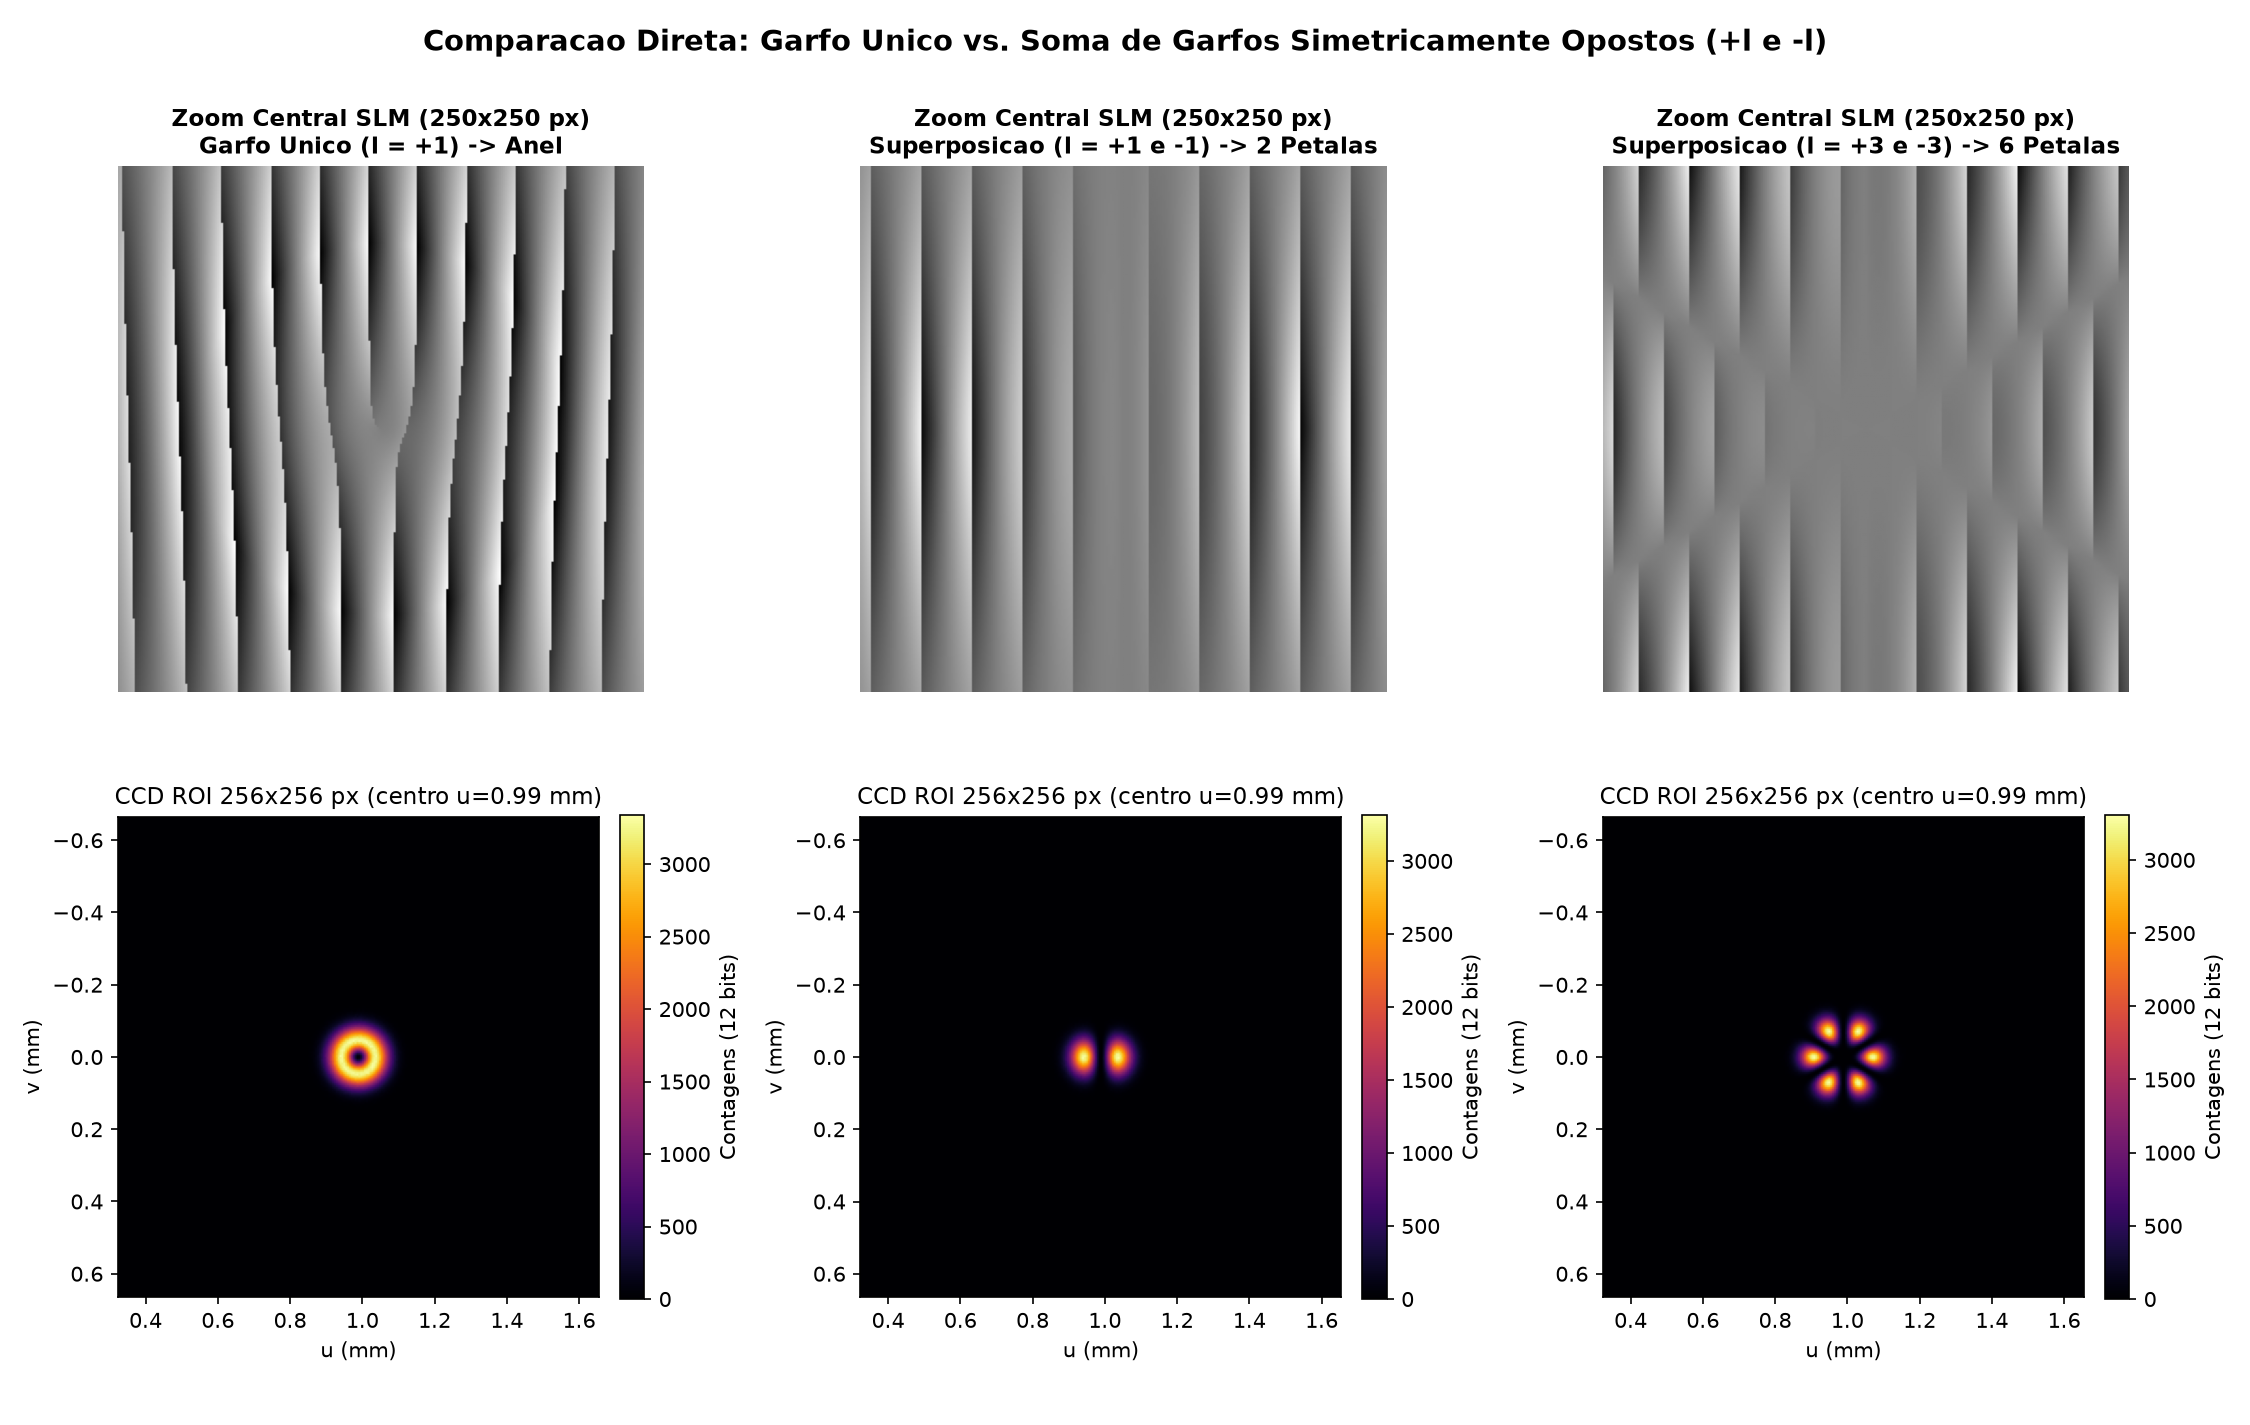 Comparacao Direta: Garfo Unico vs. Soma de Garfos Simetricamente Opostos (+l e -l)
Zoom Central SLM (250x250 px)
Garfo Unico (l = +1) -> Anel
Zoom Central SLM (250x250 px)
Superposicao (l = +1 e -1) -> 2 Petalas
Zoom Central SLM (250x250 px)
Superposicao (l = +3 e -3) -> 6 Petalas
CCD ROI 256x256 px (centro u=0.99 mm)
−0.6
−0.4
−0.2
0.0
0.2
0.4
0.6
v (mm)
0.4 0.6 0.8 1.0 1.2 1.4 1.6
u (mm)
3000
2500
2000
1500
1000
500
0
Contagens (12 bits)
CCD ROI 256x256 px (centro u=0.99 mm)
−0.6
−0.4
−0.2
0.0
0.2
0.4
0.6
v (mm)
0.4 0.6 0.8 1.0 1.2 1.4 1.6
u (mm)
3000
2500
2000
1500
1000
500
0
Contagens (12 bits)
CCD ROI 256x256 px (centro u=0.99 mm)
−0.6
−0.4
−0.2
0.0
0.2
0.4
0.6
v (mm)
0.4 0.6 0.8 1.0 1.2 1.4 1.6
u (mm)
3000
2500
2000
1500
1000
500
0
Contagens (12 bits)